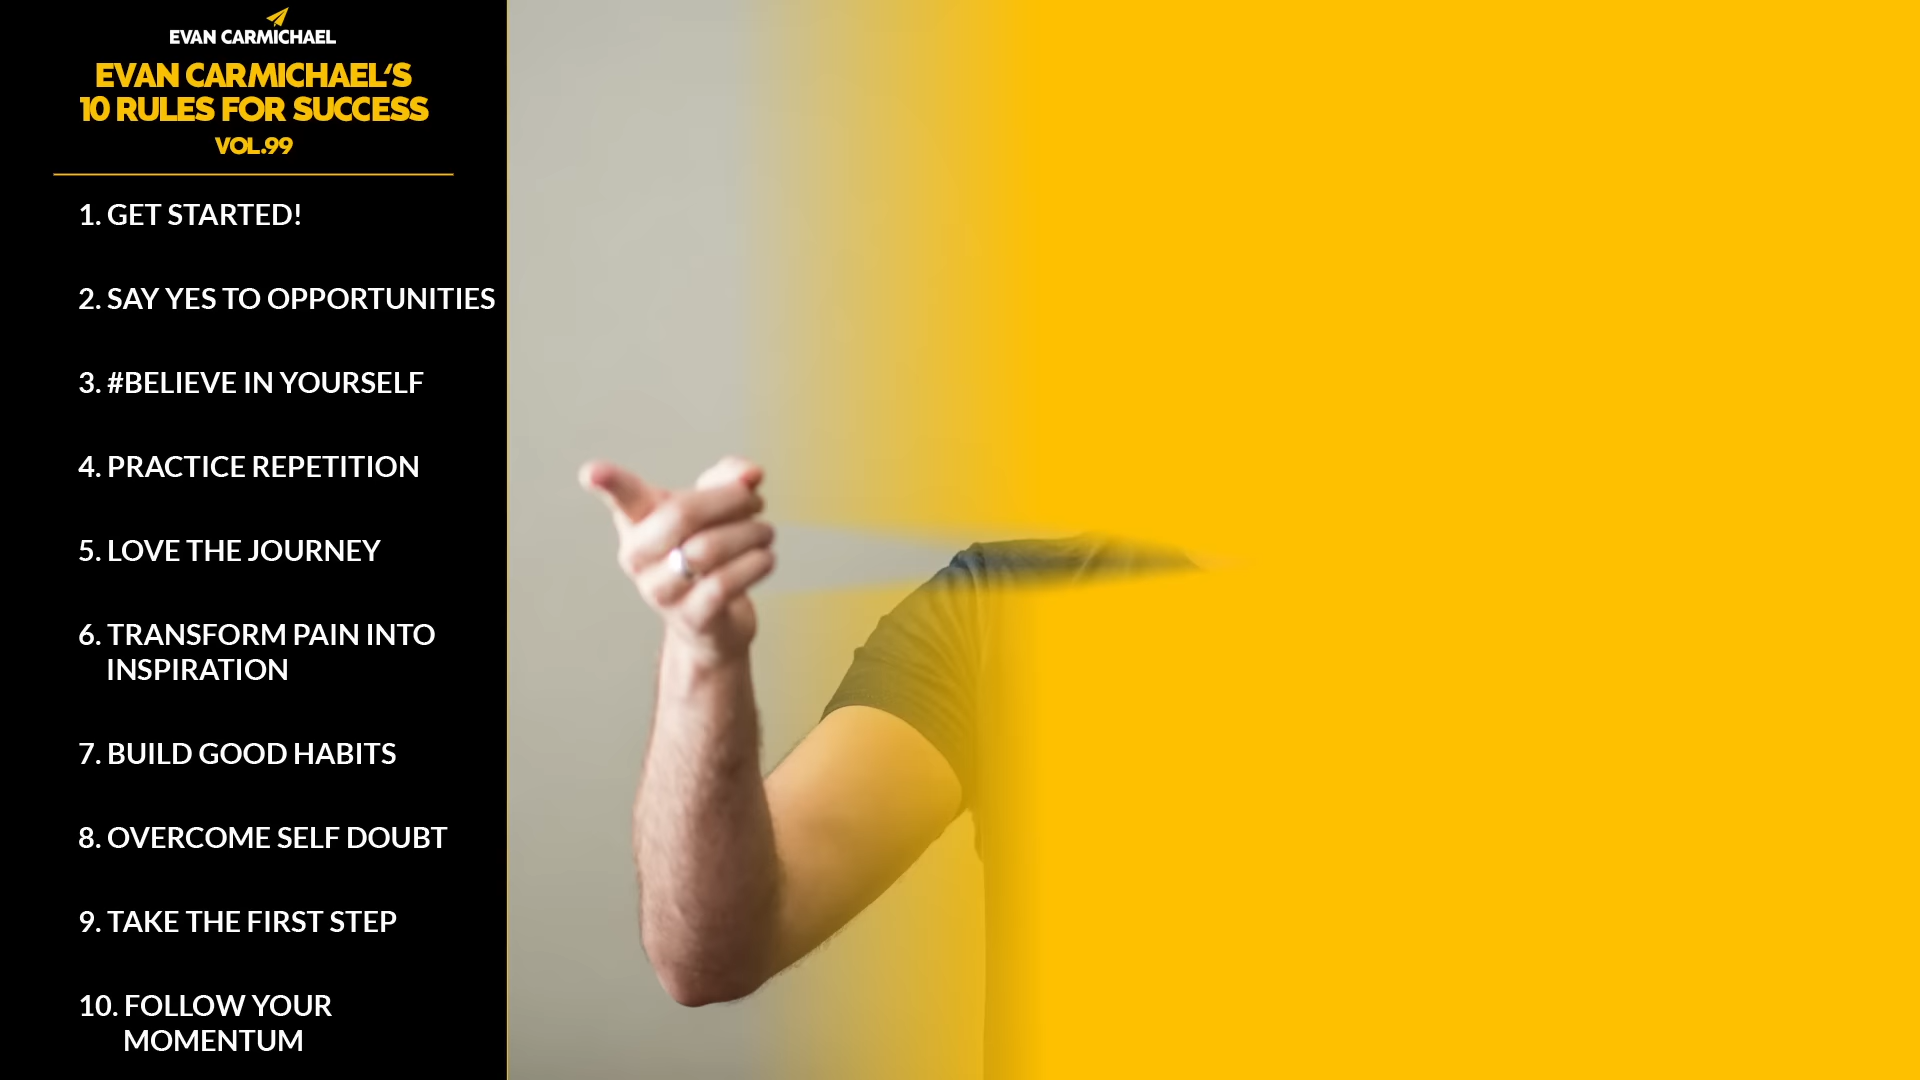 EVAN CARMICHAEL
EVAN CARMICHAEL'S
10 RULES FOR SUCCESS
VOL.99
1. GET STARTED!
2. SAY YES TO OPPORTUNITIES
3. #BELIEVE IN YOURSELF
4. PRACTICE REPETITION
5. LOVE THE JOURNEY
6. TRANSFORM PAIN INTO
INSPIRATION
7. BUILD GOOD HABITS
8. OVERCOME SELF DOUBT
9. TAKE THE FIRST STEP
10. FOLLOW YOUR
MOMENTUM